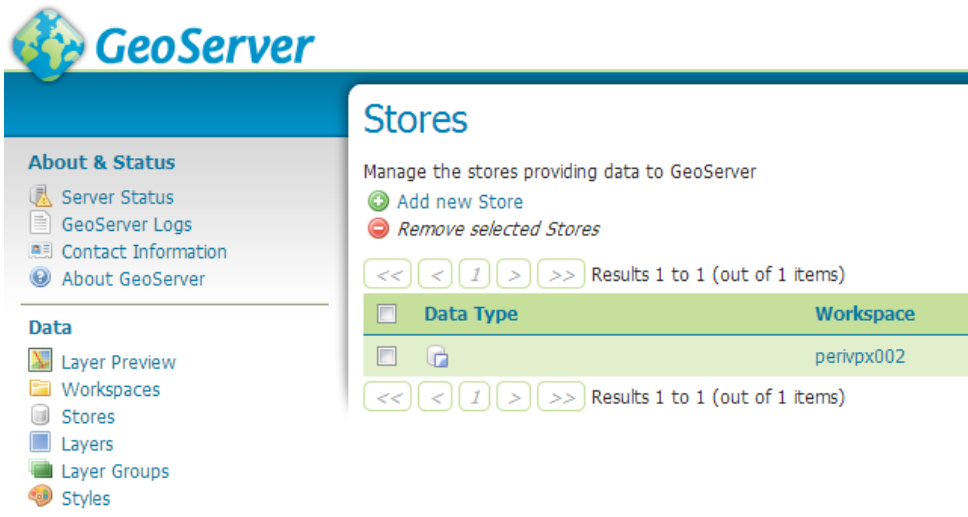 GeoServer
About & Status
Server Status
GeoServer Logs
Contact Information
About GeoServer
Data
Layer Preview
Workspaces
Stores
Layers
Layer Groups
Styles
Stores
Manage the stores providing data to GeoServer
Add new Store
Remove selected Stores
<< < 1 > >> Results 1 to 1 (out of 1 items)
Data Type Workspace
perivpx002
<< < 1 > >> Results 1 to 1 (out of 1 items)